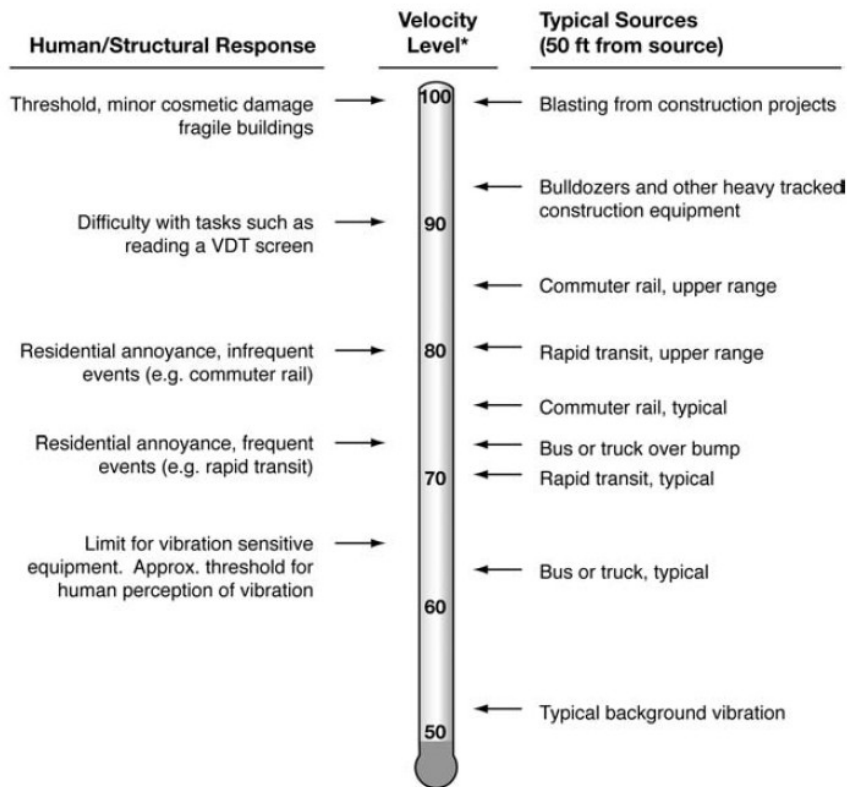 Human/Structural Response
Velocity
Level*
Typical Sources
(50 ft from source)
Threshold, minor cosmetic damage
fragile buildings
100
Blasting from construction projects
Bulldozers and other heavy tracked
construction equipment
Difficulty with tasks such as
reading a VDT screen
90
Commuter rail, upper range
Residential annoyance, infrequent
events (e.g. commuter rail)
80
Rapid transit, upper range
Commuter rail, typical
Residential annoyance, frequent
events (e.g. rapid transit)
Bus or truck over bump
70
Rapid transit, typical
Limit for vibration sensitive
equipment. Approx. threshold for
human perception of vibration
Bus or truck, typical
60
Typical background vibration
50